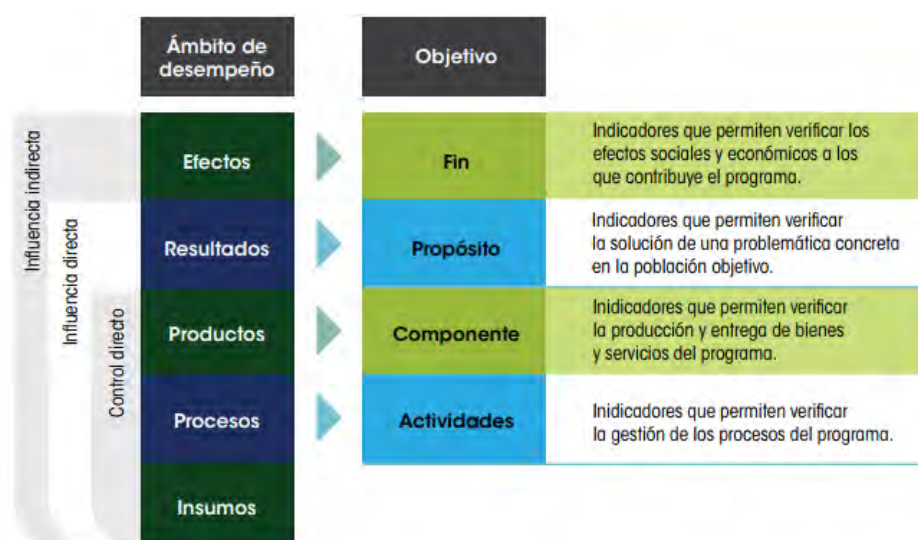 Ámbito de
desempeño
Objetivo
Influencia indirecta
Influencia directa
Control directo
Efectos
Fin
Indicadores que permiten verificar los
efectos sociales y económicos a los
que contribuye el programa.
Resultados
Propósito
Indicadores que permiten verificar
la solución de una problemática concreta
en la población objetivo.
Productos
Componente
Inidicadores que permiten verificar
la producción y entrega de bienes
y servicios del programa.
Procesos
Actividades
Inidicadores que permiten verificar
la gestión de los procesos del programa.
Insumos